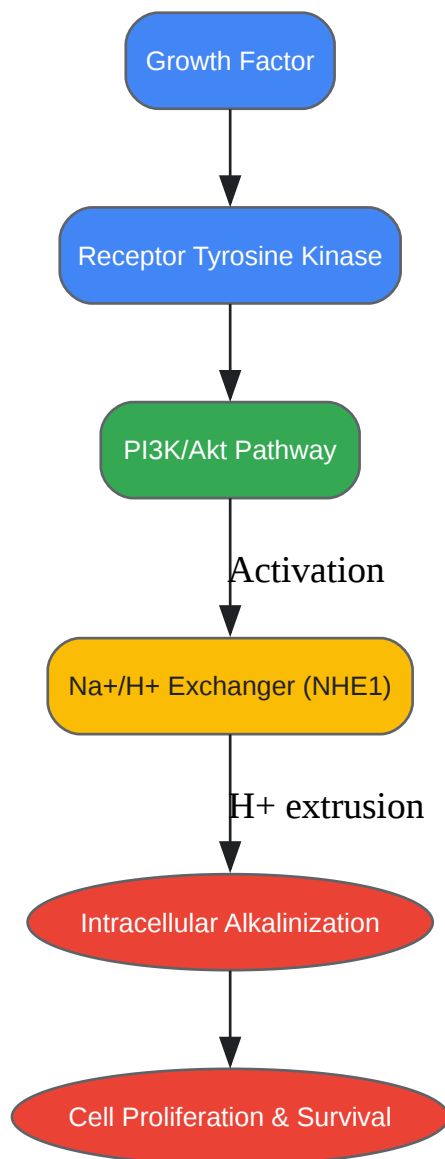 Growth Factor
Receptor Tyrosine Kinase
PI3K/Akt Pathway
Activation
Na+/H+ Exchanger (NHE1)
H+ extrusion
Intracellular Alkalinization
Cell Proliferation & Survival